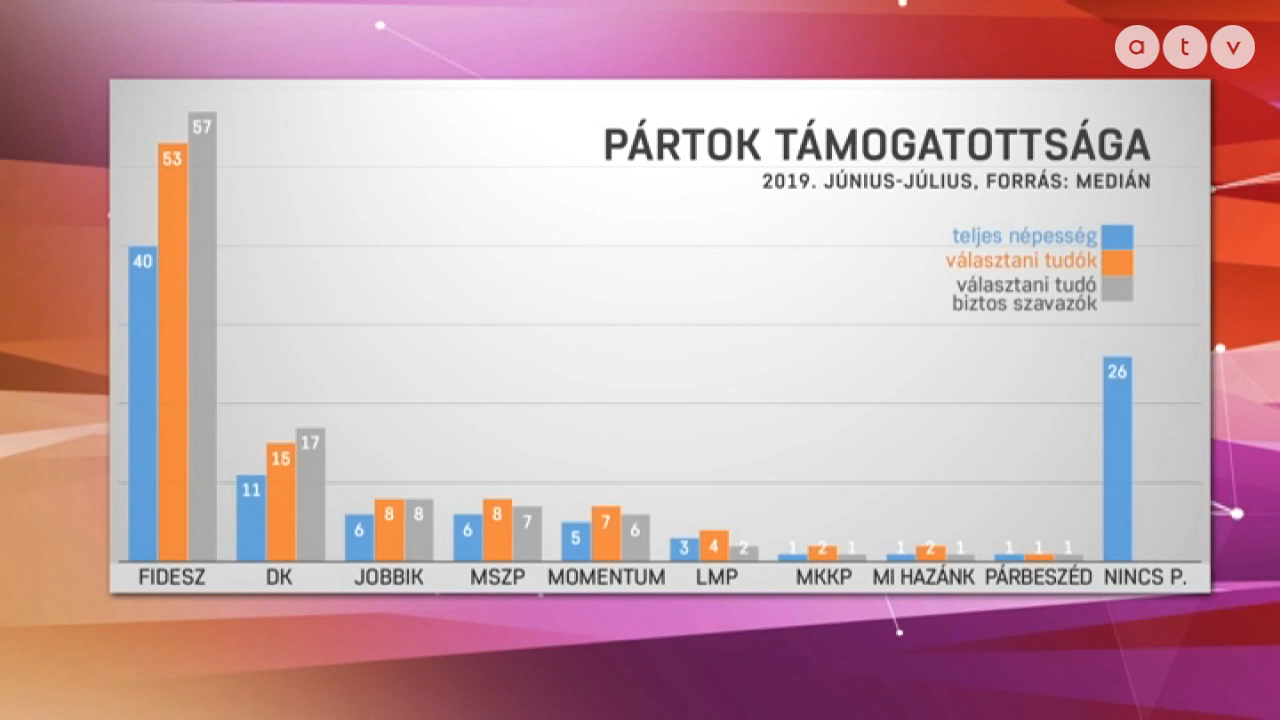 a t v
PÁRTOK TÁMOGATOTTSÁGA
2019. JÚNIUS-JÚLIUS, FORRÁS: MEDIÁN
teljes népesség
választani tudók
választani tudó
biztos szavazók
40 53 57
11 15 17
6 8 8
6 8 7
5 7 6
3 4 2
1 2 1
1 2 1
1 1 1
26
FIDESZ DK JOBBIK MSZP MOMENTUM LMP MKKP MI HAZÁNK PÁRBESZÉD NINCS P.